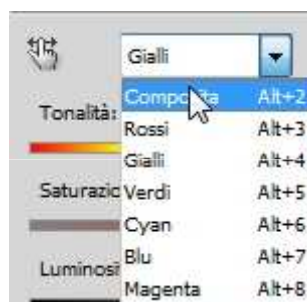 Gialli
Composita Alt+2
Tonalità:
Rossi Alt+3
Gialli Alt+4
Saturazio
Verdi Alt+5
Cyan Alt+6
Luminosi
Blu Alt+7
Magenta Alt+8